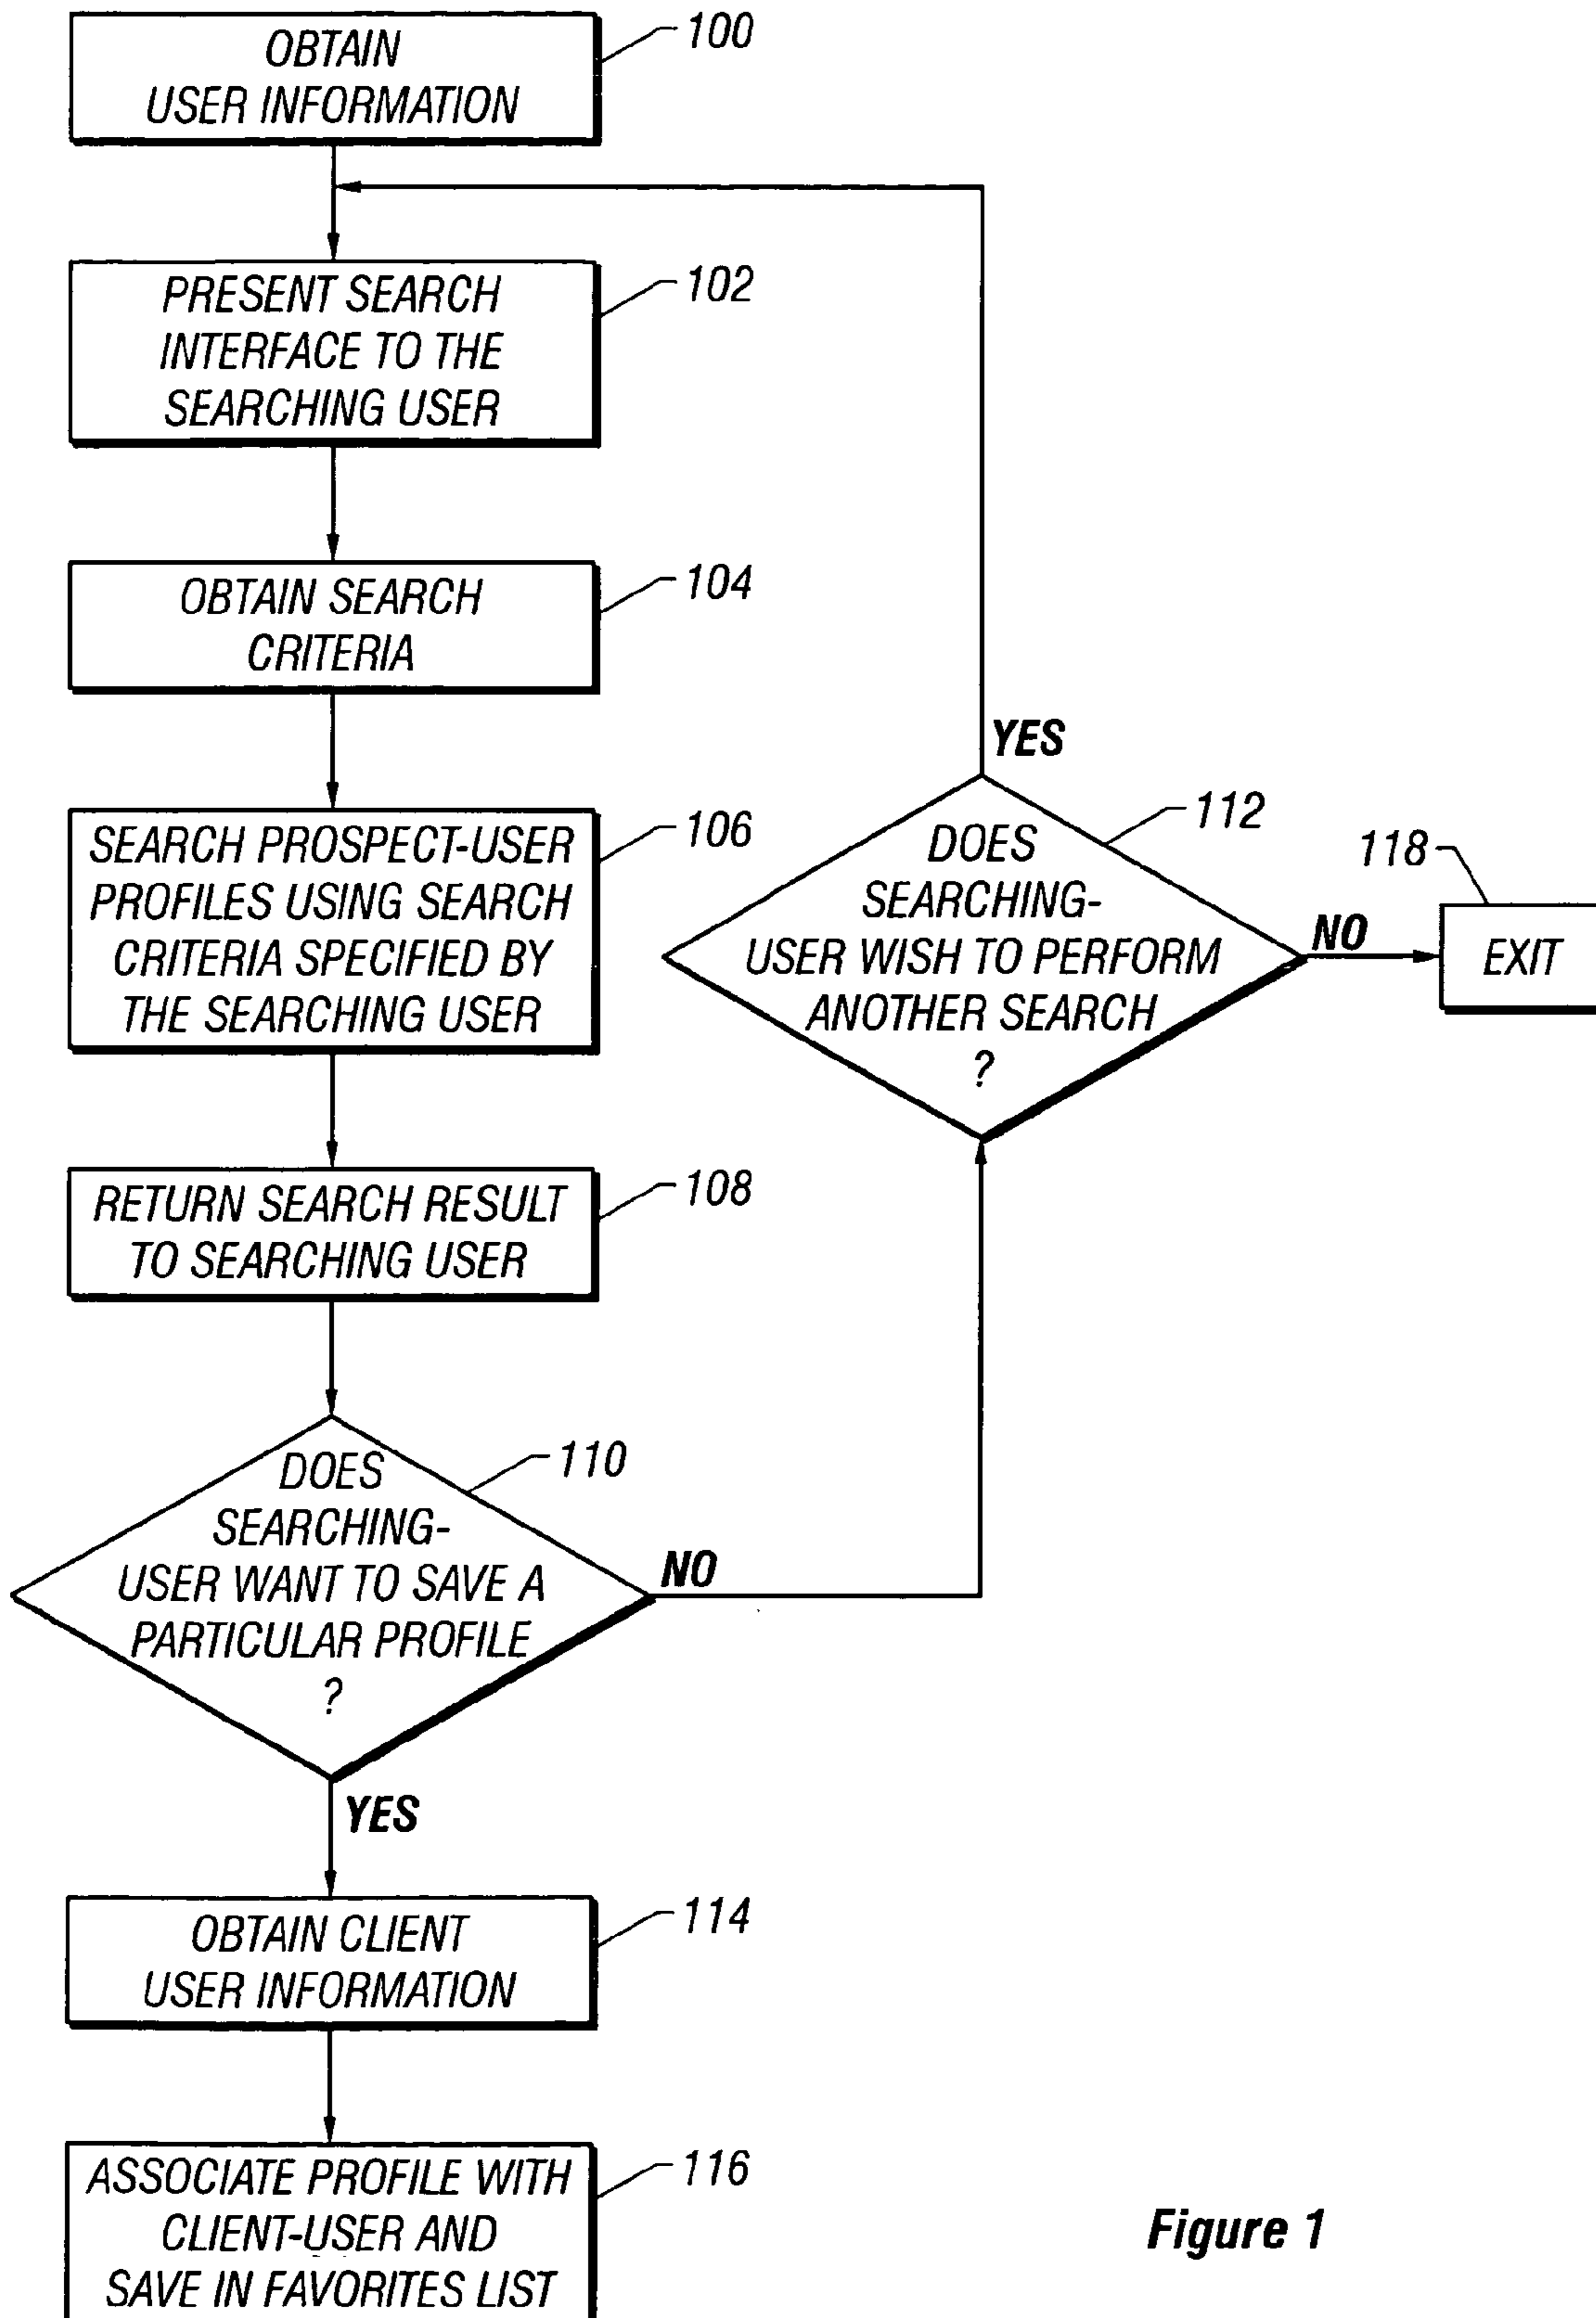 OBTAIN
USER INFORMATION
100
PRESENT SEARCH
INTERFACE TO THE
SEARCHING USER
102
OBTAIN SEARCH
CRITERIA
104
SEARCH PROSPECT-USER
PROFILES USING SEARCH
CRITERIA SPECIFIED BY
THE SEARCHING USER
106
RETURN SEARCH RESULT
TO SEARCHING USER
108
DOES
SEARCHING-
USER WANT TO SAVE A
PARTICULAR PROFILE
?
110
NO
YES
DOES
SEARCHING-
USER WISH TO PERFORM
ANOTHER SEARCH
?
112
YES
NO
EXIT
118
OBTAIN CLIENT
USER INFORMATION
114
ASSOCIATE PROFILE WITH
CLIENT-USER AND
SAVE IN FAVORITES LIST
116
Figure 1